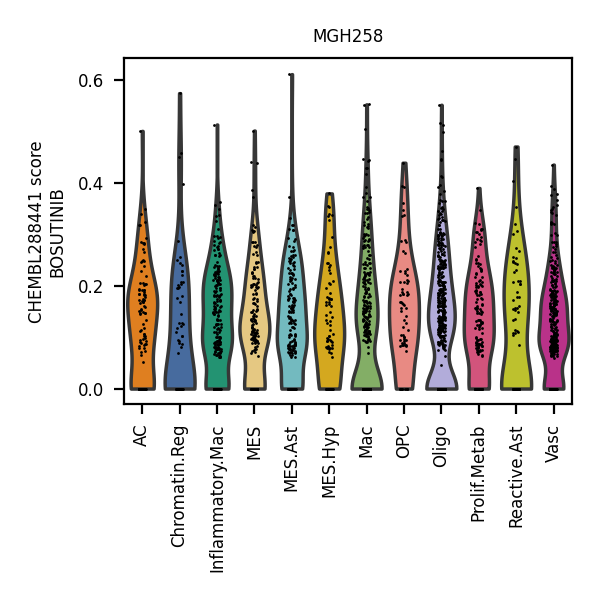 MGH258
CHEMBL288441 score
BOSUTINIB
0.6
0.4
0.2
0.0
AC
Chromatin.Reg
Inflammatory.Mac
MES
MES.Ast
MES.Hyp
Mac
OPC
Oligo
Prolif.Metab
Reactive.Ast
Vasc